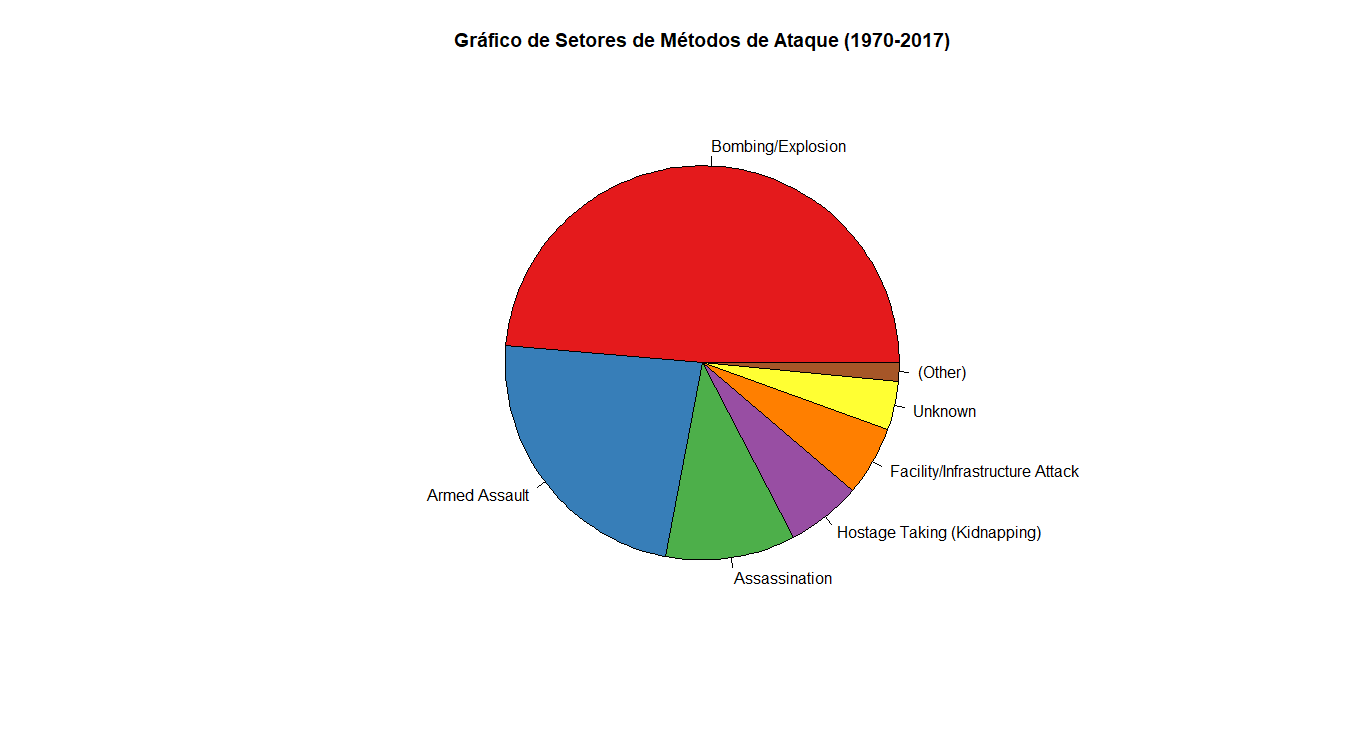 Gráfico de Setores de Métodos de Ataque (1970-2017)
Bombing/Explosion
(Other)
Unknown
Facility/Infrastructure Attack
Armed Assault
Hostage Taking (Kidnapping)
Assassination